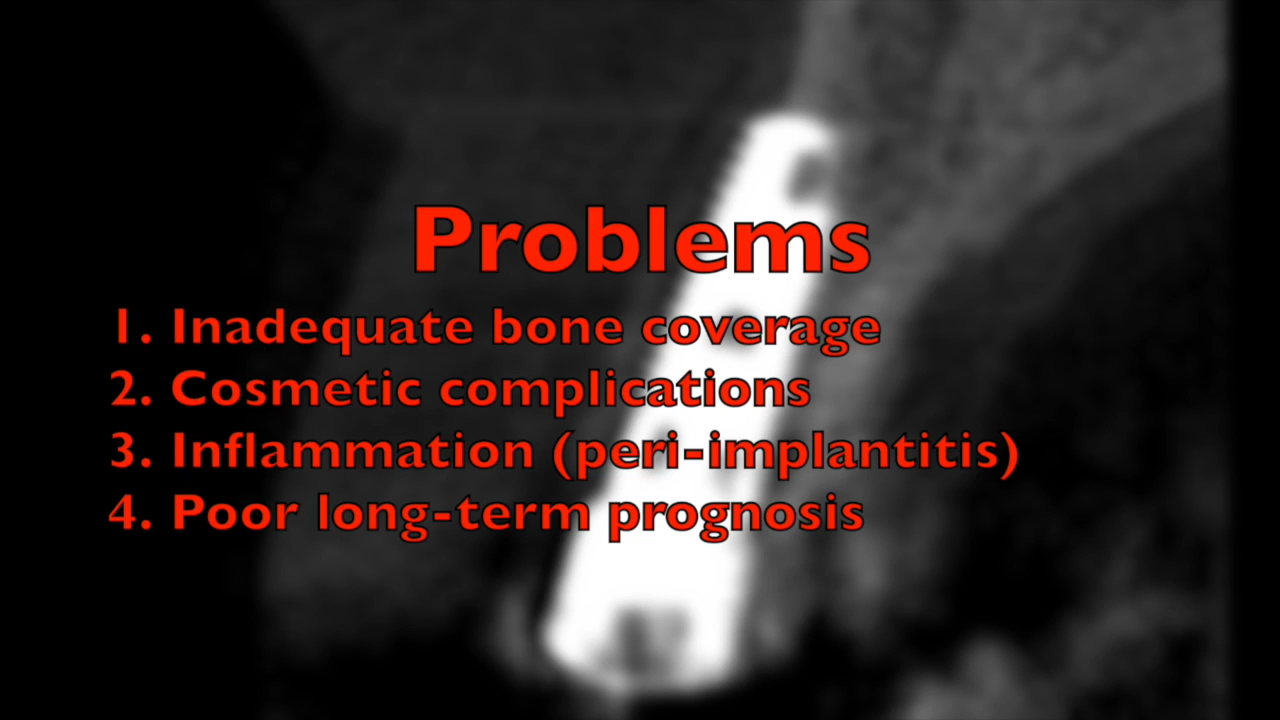 Problems
1. Inadequate bone coverage
2. Cosmetic complications
3. Inflammation (peri-implantitis)
4. Poor long-term prognosis